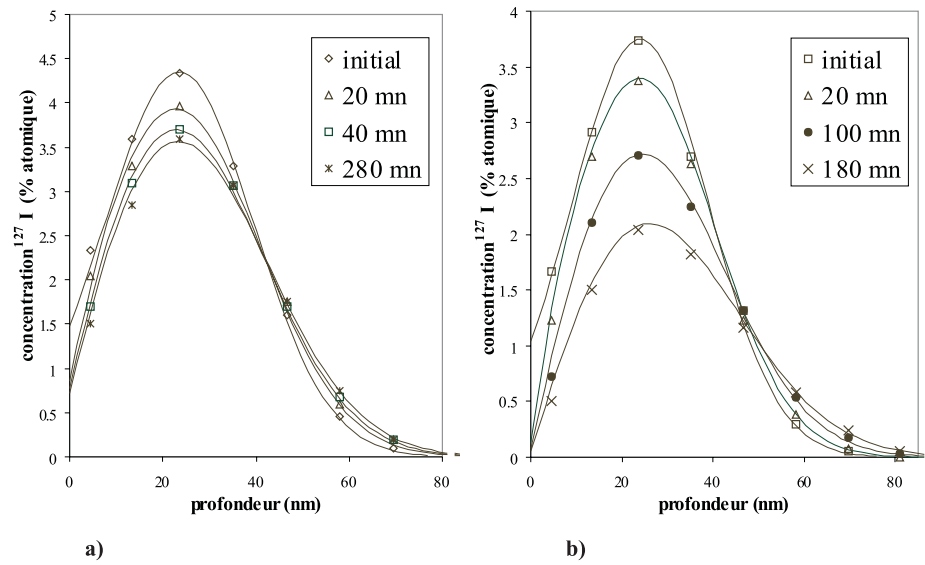 5
4.5
4
3.5
3
2.5
2
1.5
1
0.5
0
0 20 40 60 80
concentration 127 I (% atomique)
profondeur (nm)
initial
20 mn
40 mn
280 mn
a)
4
3.5
3
2.5
2
1.5
1
0.5
0
0 20 40 60 80
concentration 127 I (% atomique)
profondeur (nm)
initial
20 mn
100 mn
180 mn
b)